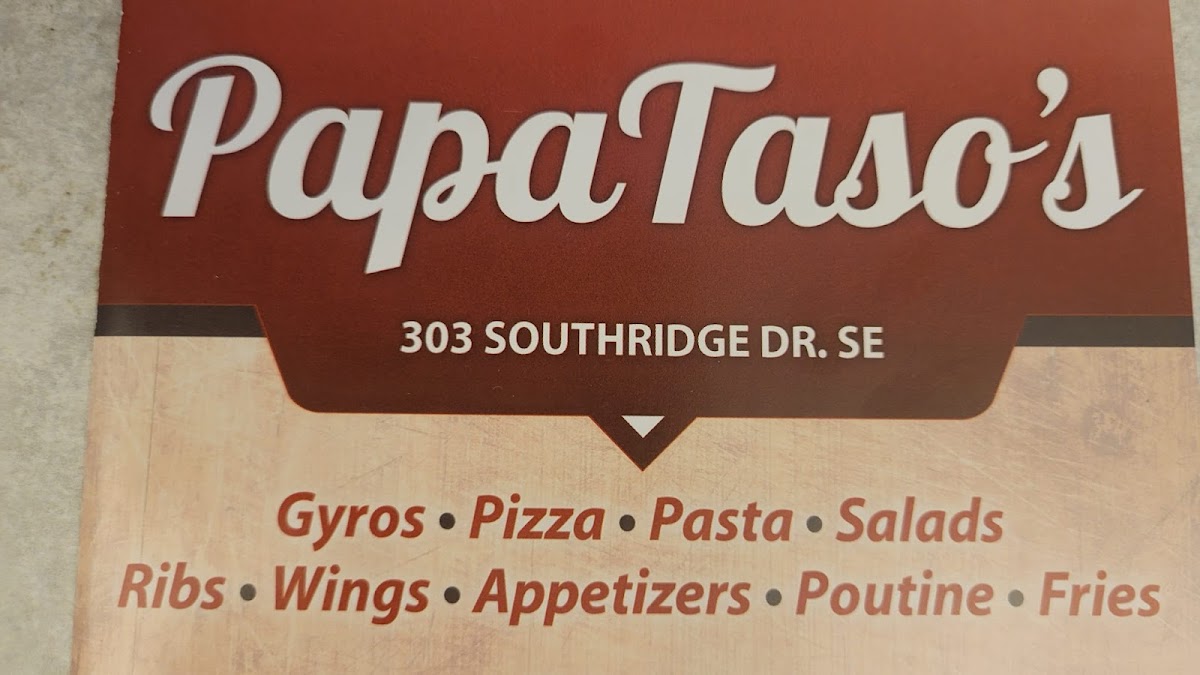 PapaTaso's
303 SOUTHRIDGE DR. SE
Gyros • Pizza • Pasta • Salads
Ribs • Wings • Appetizers • Poutine • Fries